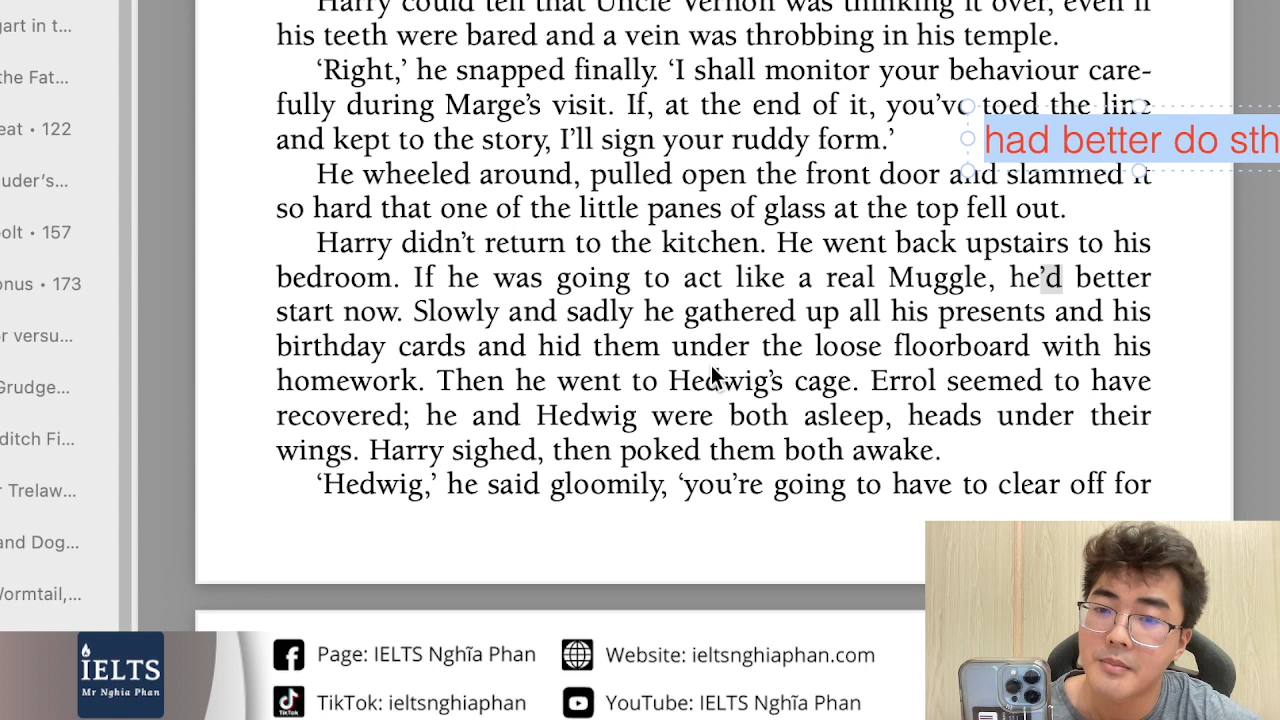 gart in t...
the Fat...
eat • 122
uder's...
olt • 157
onus • 173
r versu...
Grudge...
ditch Fi...
r Trelaw...
and Dog...
Wormtail,...
Harry could tell that Uncle Vernon was thinking it over, even if
his teeth were bared and a vein was throbbing in his temple.
‘Right,’ he snapped finally. ‘I shall monitor your behaviour care-
fully during Marge’s visit. If, at the end of it, you’ve toed the line
and kept to the story, I’ll sign your ruddy form.’
had better do sth
He wheeled around, pulled open the front door and slammed it
so hard that one of the little panes of glass at the top fell out.
Harry didn’t return to the kitchen. He went back upstairs to his
bedroom. If he was going to act like a real Muggle, he’d better
start now. Slowly and sadly he gathered up all his presents and his
birthday cards and hid them under the loose floorboard with his
homework. Then he went to Hedwig’s cage. Errol seemed to have
recovered; he and Hedwig were both asleep, heads under their
wings. Harry sighed, then poked them both awake.
‘Hedwig,’ he said gloomily, ‘you’re going to have to clear off for
IELTS
Mr Nghia Phan
Page: IELTS Nghĩa Phan
Website: ieltsnghiaphan.com
TikTok
TikTok: ieltsnghiaphan
YouTube: IELTS Nghĩa Phan